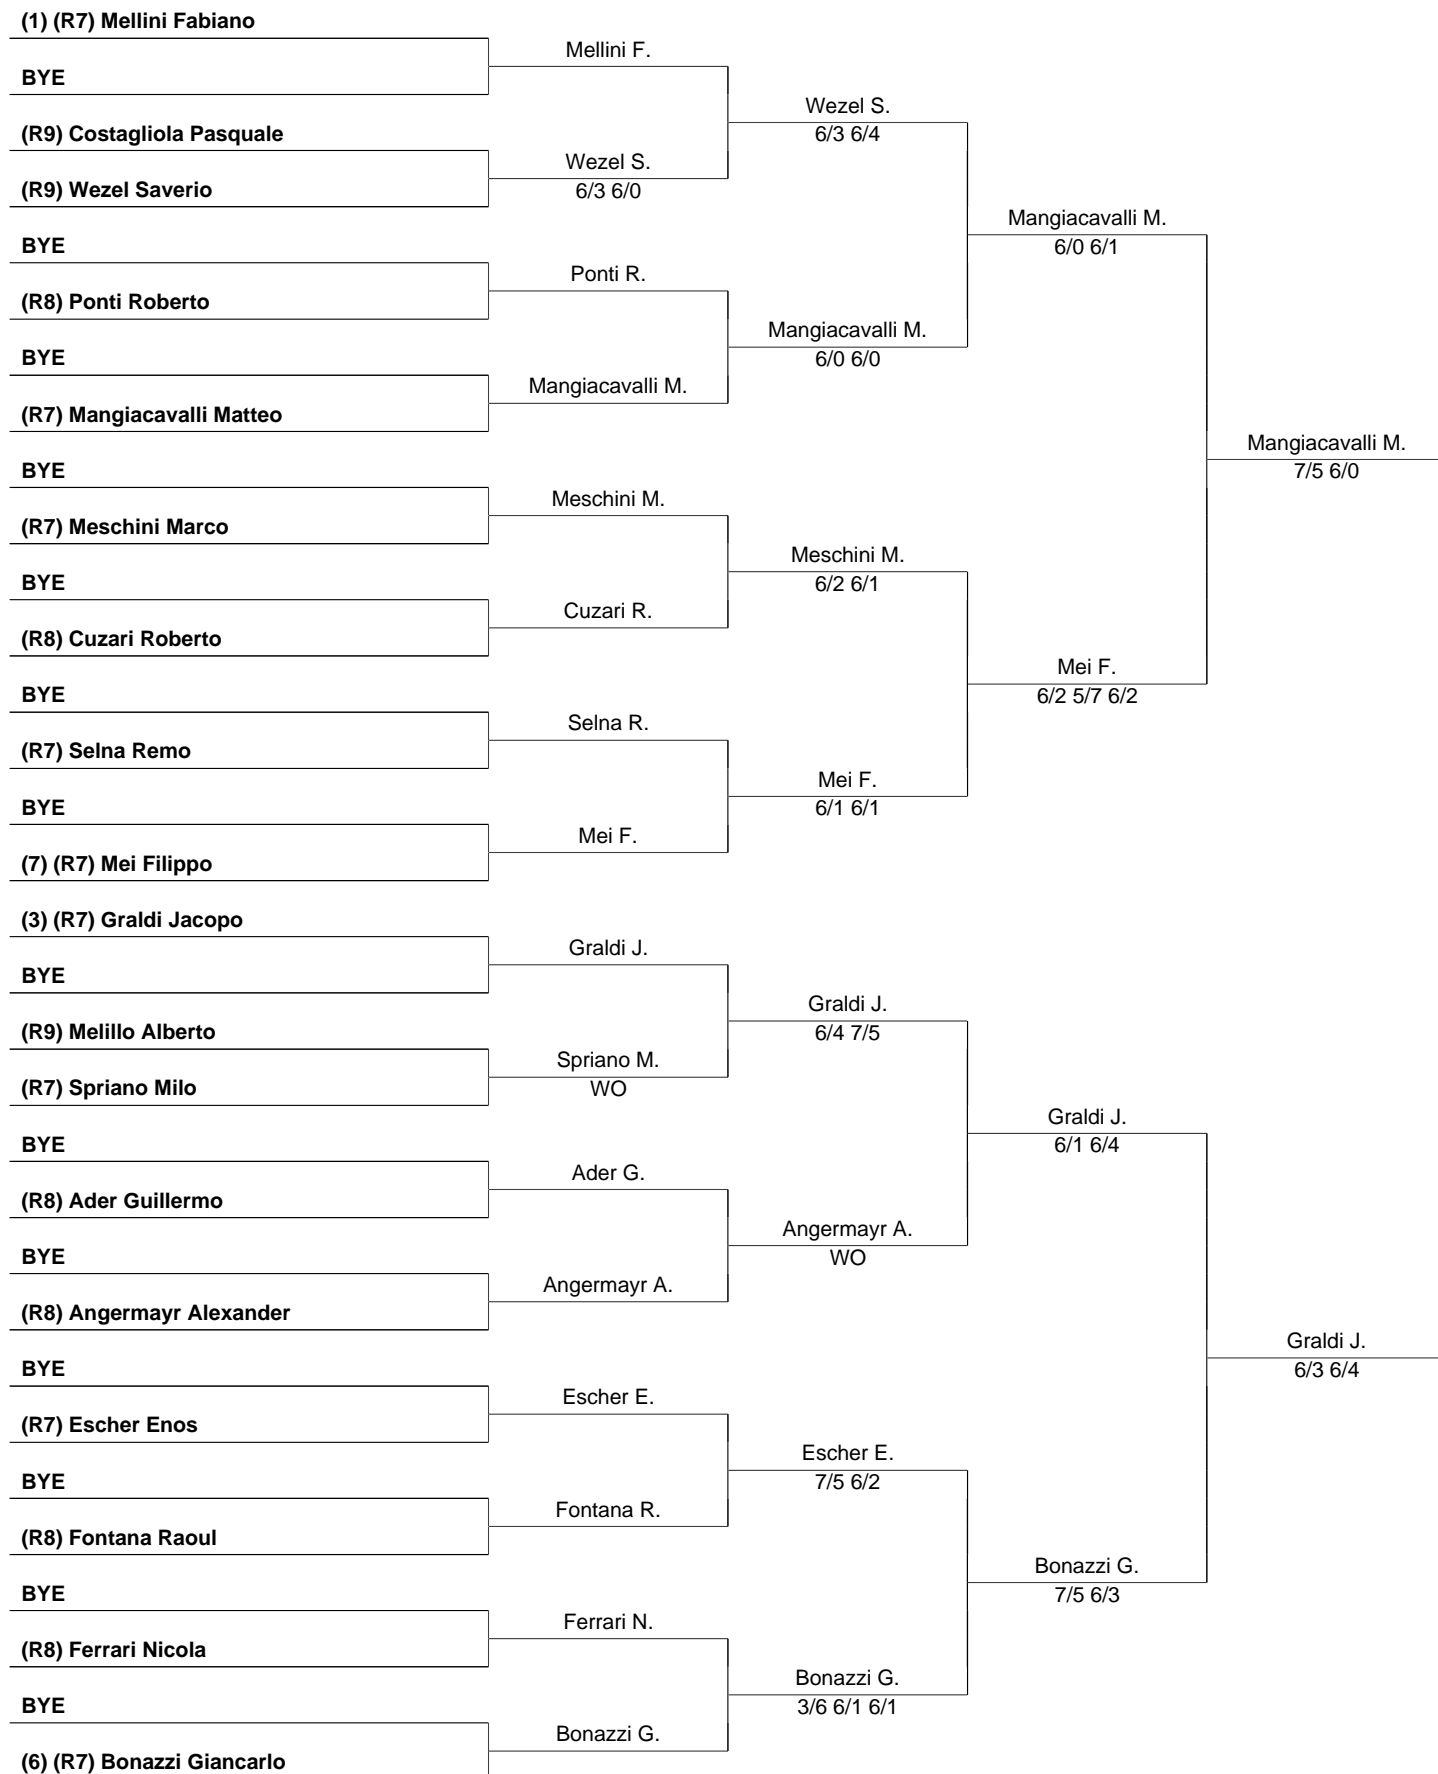 (1) (R7) Mellini Fabiano
Mellini F.
BYE
Wezel S.
6/3 6/4
(R9) Costagliola Pasquale
Wezel S.
6/3 6/0
(R9) Wezel Saverio
Mangiacavalli M.
6/0 6/1
BYE
Ponti R.
(R8) Ponti Roberto
Mangiacavalli M.
6/0 6/0
BYE
Mangiacavalli M.
(R7) Mangiacavalli Matteo
Mangiacavalli M.
7/5 6/0
BYE
Meschini M.
(R7) Meschini Marco
Meschini M.
6/2 6/1
BYE
Cuzari R.
(R8) Cuzari Roberto
Mei F.
6/2 5/7 6/2
BYE
Selna R.
(R7) Selna Remo
Mei F.
6/1 6/1
BYE
Mei F.
(7) (R7) Mei Filippo
(3) (R7) Graldi Jacopo
Graldi J.
BYE
Graldi J.
6/4 7/5
(R9) Melillo Alberto
Spriano M.
WO
(R7) Spriano Milo
Graldi J.
6/1 6/4
BYE
Ader G.
(R8) Ader Guillermo
Angermayr A.
WO
BYE
Angermayr A.
(R8) Angermayr Alexander
Graldi J.
6/3 6/4
BYE
Escher E.
(R7) Escher Enos
Escher E.
7/5 6/2
BYE
Fontana R.
(R8) Fontana Raoul
Bonazzi G.
7/5 6/3
BYE
Ferrari N.
(R8) Ferrari Nicola
Bonazzi G.
3/6 6/1 6/1
BYE
Bonazzi G.
(6) (R7) Bonazzi Giancarlo